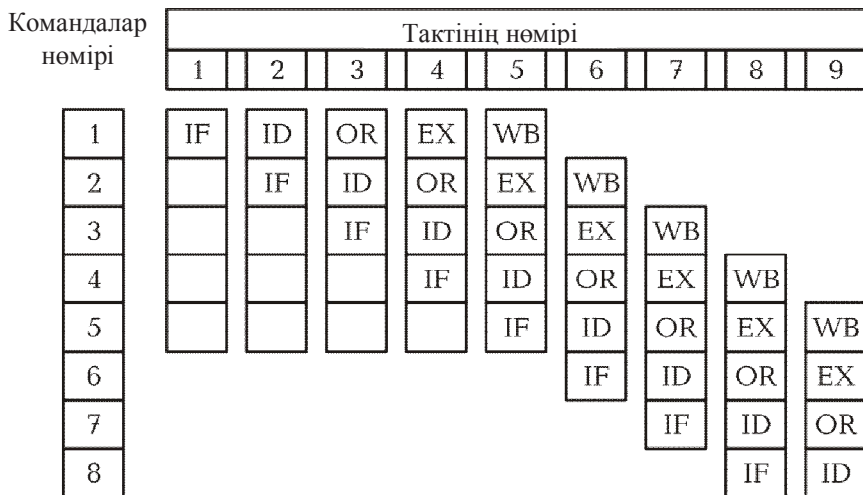 Командалар нөмірі
Тактінің нөмірі
1 2 3 4 5 6 7 8 9
1 IF ID OR EX WB
2 IF ID OR EX WB
3 IF ID OR EX WB
4 IF ID OR EX WB
5 IF ID OR EX WB
6 IF ID OR EX
7 IF ID OR
8 IF ID